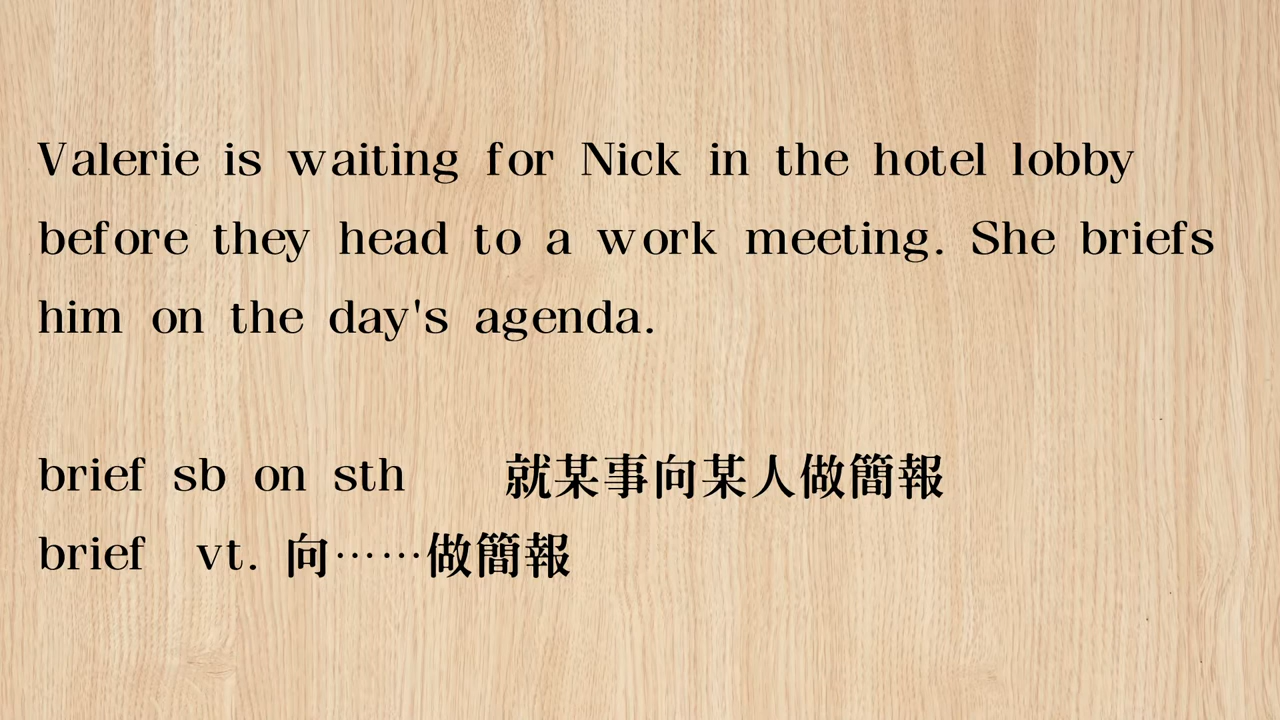 Valerie is waiting for Nick in the hotel lobby
before they head to a work meeting. She briefs
him on the day's agenda.
brief sb on sth 就某事向某人做簡報
brief vt. 向……做簡報